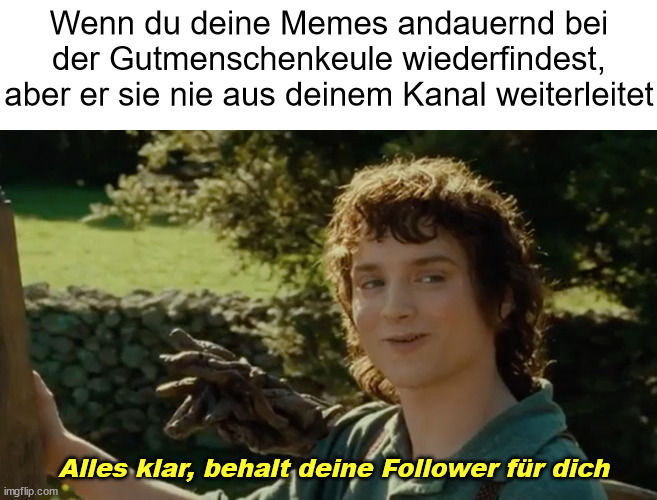 Wenn du deine Memes andauernd bei
der Gutmenschenkeule wiederfindest,
aber er sie nie aus deinem Kanal weiterleitet
Alles klar, behalt deine Follower für dich
imgflip.com